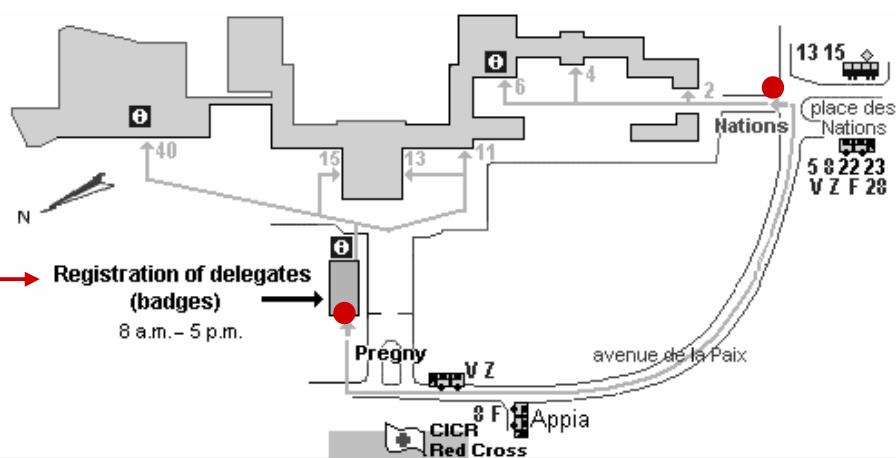 13 15
6
4
2
place des
Nations
Nations
5 8 22 23
V Z F 28
40
15
13
11
N
Registration of delegates
(badges)
8 a.m. – 5 p.m.
Pregny
V Z
avenue de la Paix
8 F
Appia
CICR
Red Cross